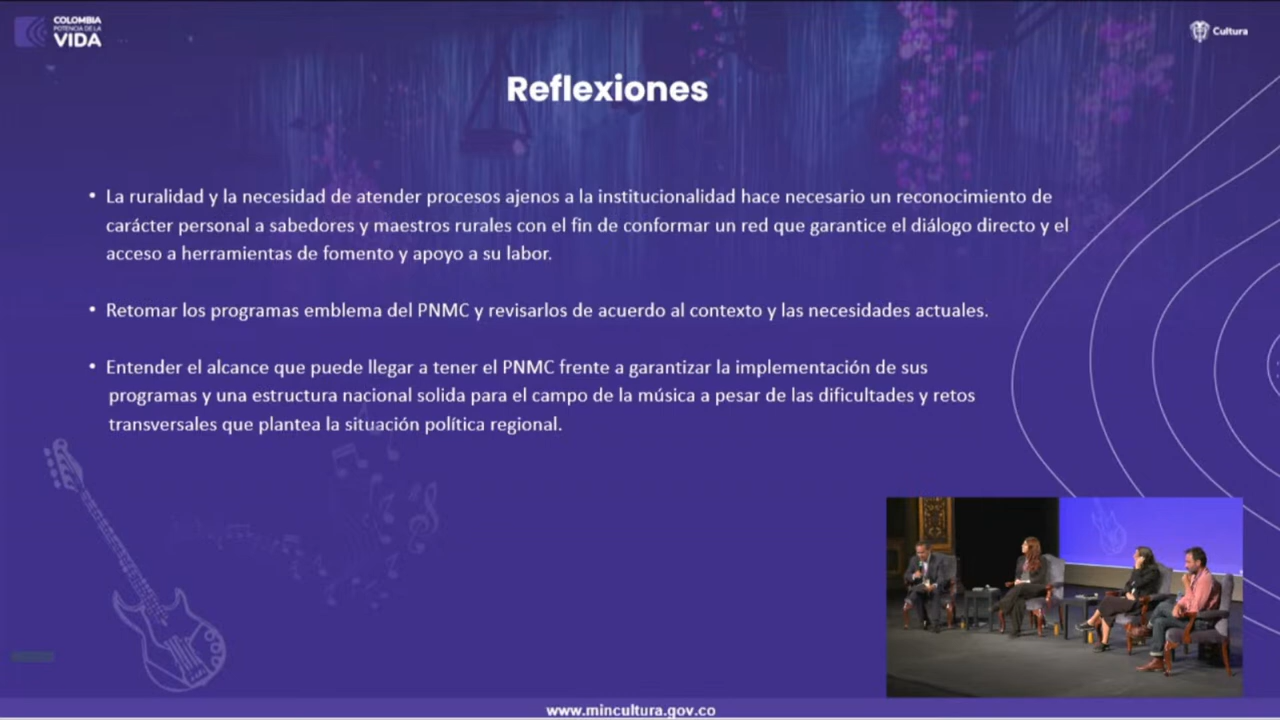 COLOMBIA
POTENCIA DE LA
VIDA
Cultura
Reflexiones
• La ruralidad y la necesidad de atender procesos ajenos a la institucionalidad hace necesario un reconocimiento de
carácter personal a sabedores y maestros rurales con el fin de conformar un red que garantice el diálogo directo y el
acceso a herramientas de fomento y apoyo a su labor.
• Retomar los programas emblema del PNMC y revisarlos de acuerdo al contexto y las necesidades actuales.
• Entender el alcance que puede llegar a tener el PNMC frente a garantizar la implementación de sus
programas y una estructura nacional solida para el campo de la música a pesar de las dificultades y retos
transversales que plantea la situación política regional.
www.mincultura.gov.co